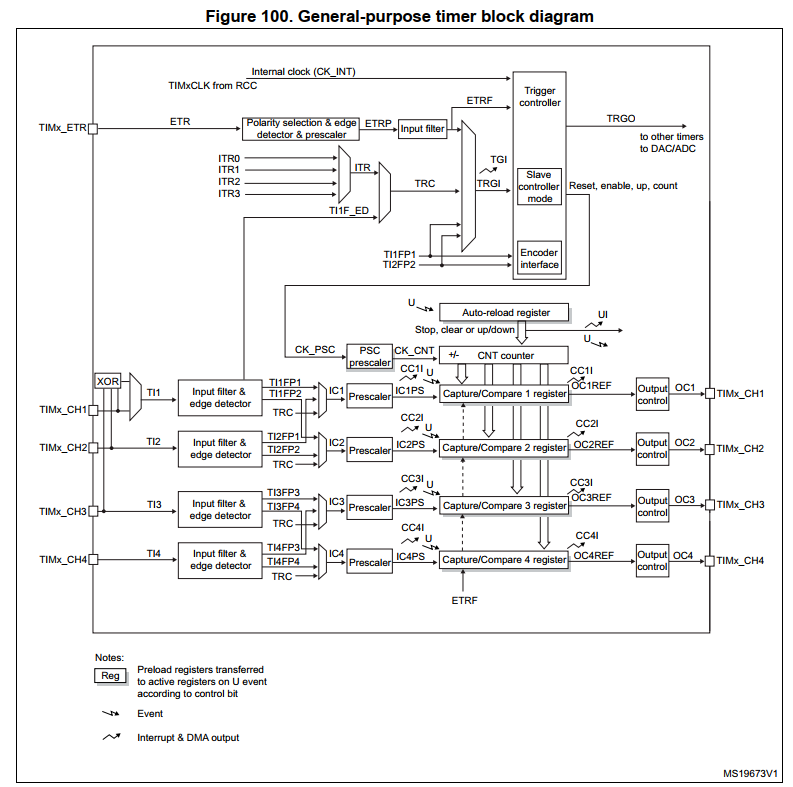 Figure 100. General-purpose timer block diagram
Internal clock (CK_INT)
TIMxCLK from RCC
Trigger
controller
ETRF
TIMx_ETR
ETR
Polarity selection & edge
detector & prescaler
ETRP
Input filter
TRGO
to other timers
to DAC/ADC
ITR0
ITR1
ITR2
ITR3
ITR
TRC
TGI
TRGI
Slave
controller
mode
Reset, enable, up, count
TI1F_ED
TI1FP1
TI2FP2
Encoder
interface
U
Auto-reload register
UI
Stop, clear or up/down
U
CK_PSC
PSC
prescaler
CK_CNT
+/-
CNT counter
XOR
TI1
Input filter &
edge detector
TI1FP1
TI1FP2
TRC
IC1
Prescaler
CC1I
U
IC1PS
Capture/Compare 1 register
CC1I
OC1REF
Output
control
OC1
TIMx_CH1
TIMx_CH1
TIMx_CH2
TI2
Input filter &
edge detector
TI2FP1
TI2FP2
TRC
IC2
Prescaler
CC2I
U
IC2PS
Capture/Compare 2 register
CC2I
OC2REF
Output
control
OC2
TIMx_CH2
TIMx_CH3
TI3
Input filter &
edge detector
TI3FP3
TI3FP4
TRC
IC3
Prescaler
CC3I
U
IC3PS
Capture/Compare 3 register
CC3I
OC3REF
Output
control
OC3
TIMx_CH3
TIMx_CH4
TI4
Input filter &
edge detector
TI4FP3
TI4FP4
TRC
IC4
Prescaler
CC4I
U
IC4PS
Capture/Compare 4 register
CC4I
OC4REF
Output
control
OC4
TIMx_CH4
ETRF
Notes:
Reg
Preload registers transferred
to active registers on U event
according to control bit
Event
Interrupt & DMA output
MS19673V1